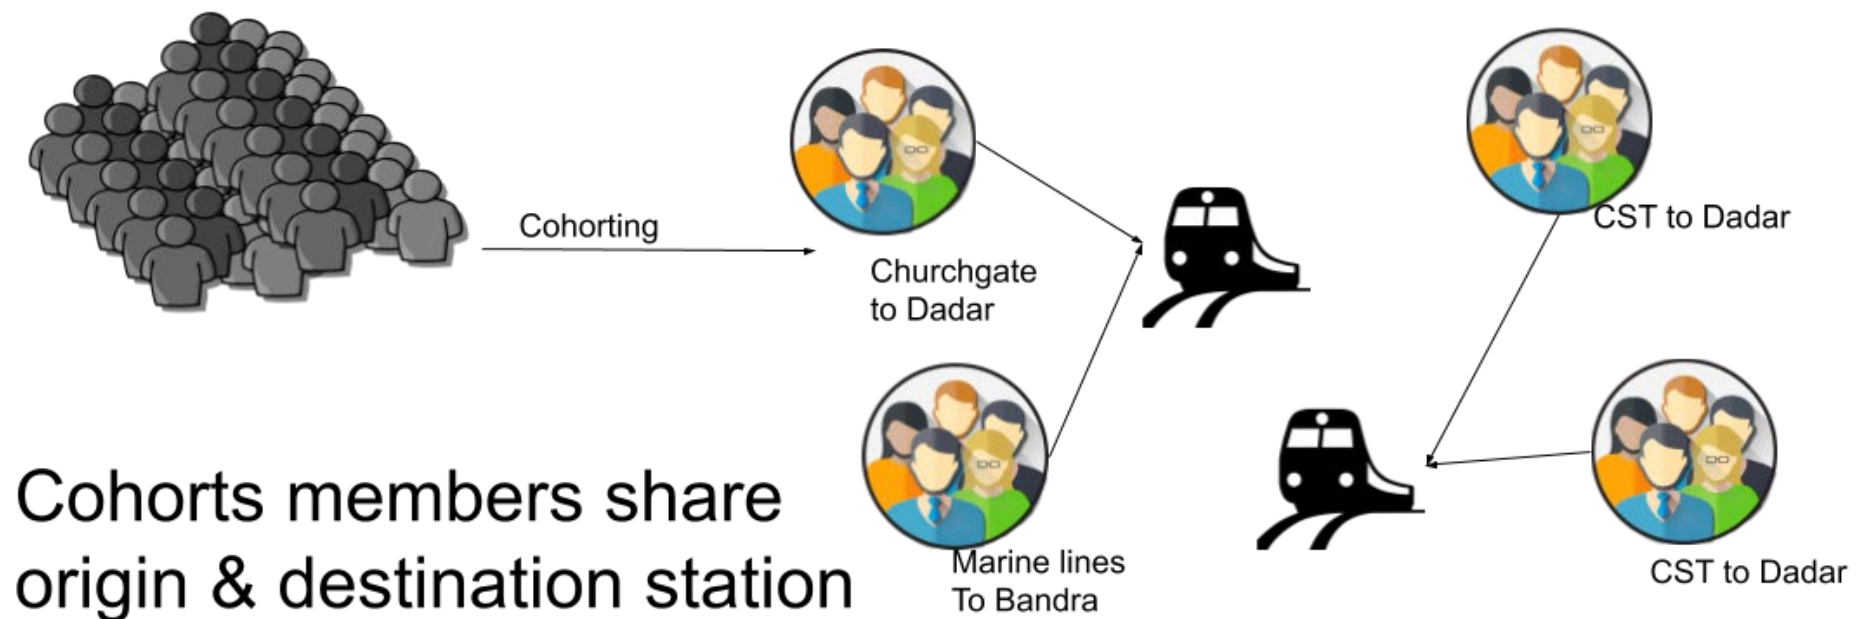 Cohorting
Churchgate
to Dadar
CST to Dadar
Marine lines
To Bandra
CST to Dadar
Cohorts members share
origin & destination station